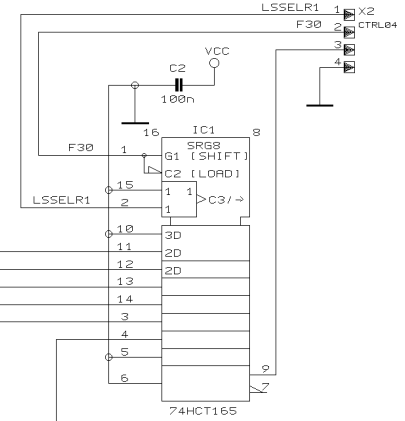 LSSELR1 1 X2
F30 2 CTRL04
3
VCC
4
C2
100n
16 IC1 8
SRG8
F30 1 G1 [SHIFT]
C2 [LOAD]
15 1 1
LSSELR1 2 C3/→
1
10 3D
11 2D
12 2D
13
14
3
4
5
9
6 7
74HCT165